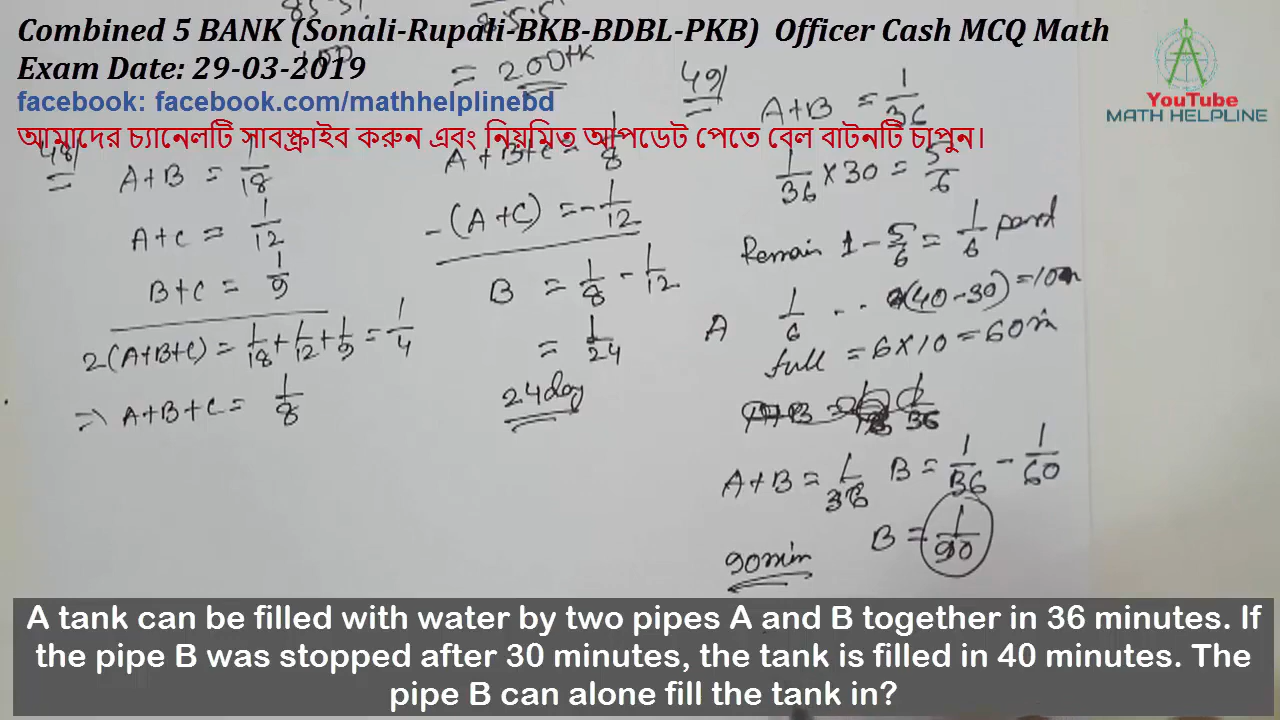 Combined 5 BANK (Sonali-Rupali-BKB-BDBL-PKB) Officer Cash MCQ Math
Exam Date: 29-03-2019
facebook: facebook.com/mathhelplinebd
আমাদের চ্যানেলটি সাবস্ক্রাইব করুন এবং নিয়মিত আপডেট পেতে বেল বাটনটি চাপুন।
YouTube
MATH HELPLINE
= 200tk
48/
A+B = 1/18
A+C = 1/12
B+C = 1/9
2(A+B+C) = 1/18 + 1/12 + 1/9 = 1/4
=> A+B+C = 1/8
A+B+C = 1/8
-(A+C) = -1/12
B = 1/8 - 1/12
= 1/24
24day
49/
A+B = 1/36
1/36 × 30 = 5/6
Remain 1 - 5/6 = 1/6 part
A 1/6 - - (40-30) = 10m
full = 6×10 = 60m
A+B = 1/36 B = 1/36 - 1/60
B = 1/90
90min
A tank can be filled with water by two pipes A and B together in 36 minutes. If
the pipe B was stopped after 30 minutes, the tank is filled in 40 minutes. The
pipe B can alone fill the tank in?